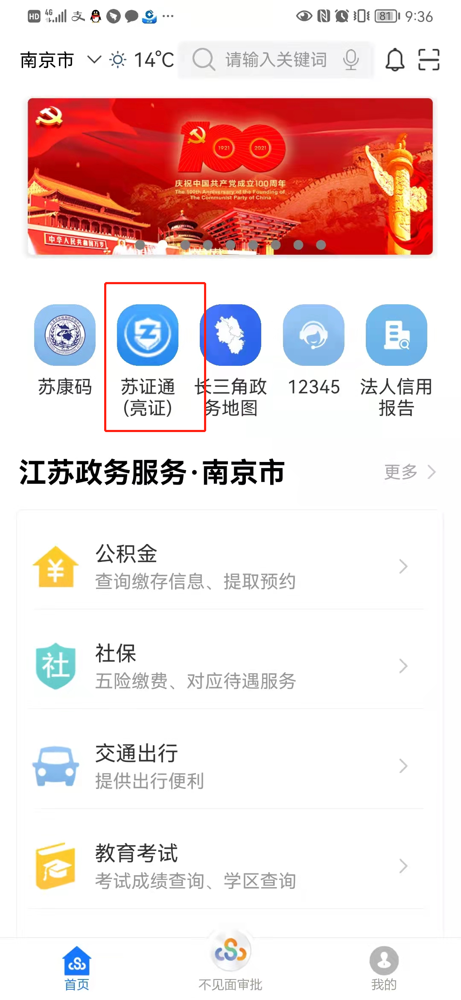 HD 4G 支 81 9:36
南京市 14°C 请输入关键词
1921 2021
庆祝中国共产党成立100周年
The 100th Anniversary of the Founding of
The Communist Party of China
中华人民共和国万岁
苏康码
苏证通
(亮证)
长三角政
务地图
12345
法人信用
报告
江苏政务服务·南京市 更多
公积金
查询缴存信息、提取预约
社
社保
五险缴费、对应待遇服务
交通出行
提供出行便利
教育考试
考试成绩查询、学区查询
首页 不见面审批 我的